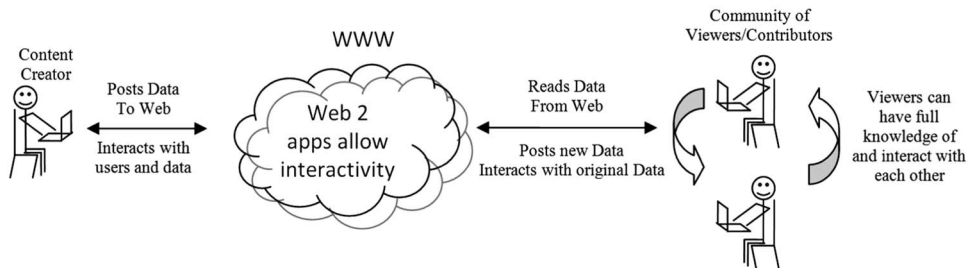 Content
Creator
Posts Data
To Web
Interacts with
users and data
WWW
Web 2
apps allow
interactivity
Reads Data
From Web
Posts new Data
Interacts with original Data
Community of
Viewers/Contributors
Viewers can
have full
knowledge of
and interact with
each other